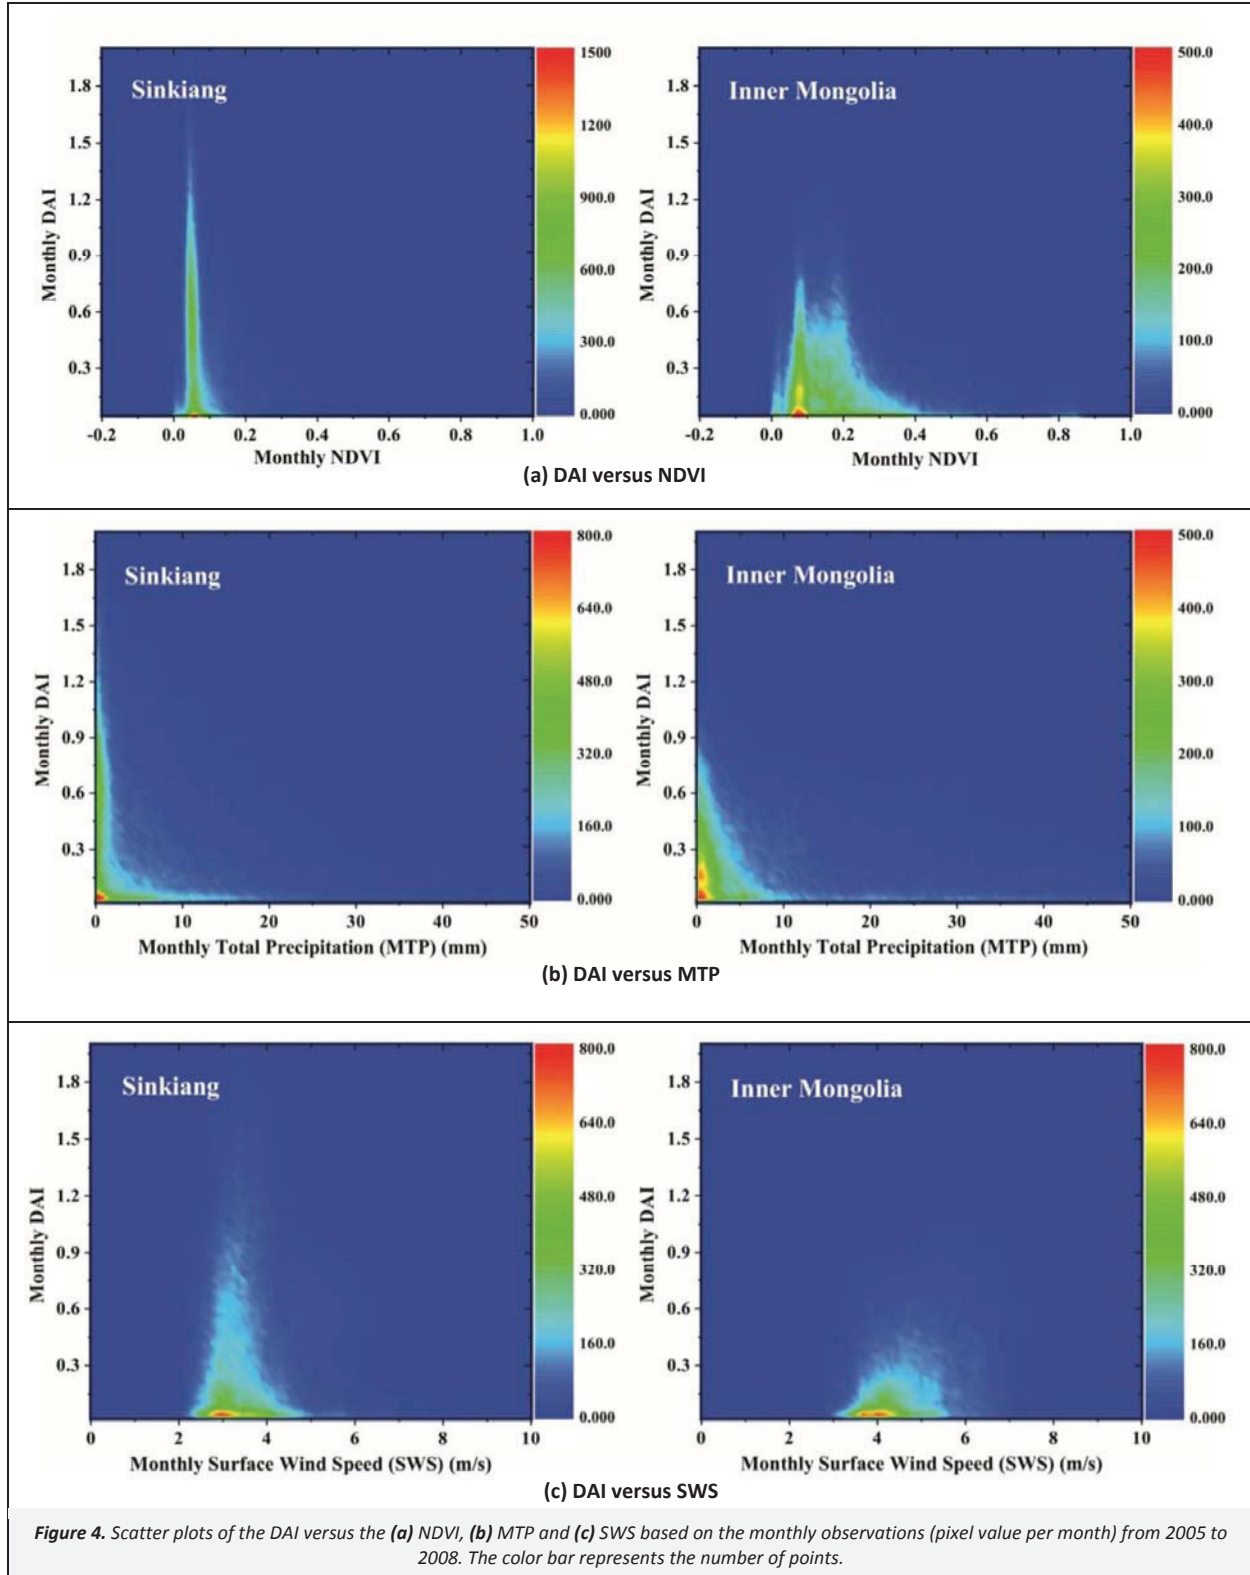 Sinkiang
Monthly DAI
1.8
1.5
1.2
0.9
0.6
0.3
-0.2 0.0 0.2 0.4 0.6 0.8 1.0
Monthly NDVI
1500
1200
900.0
600.0
300.0
0.000
Inner Mongolia
Monthly DAI
1.8
1.5
1.2
0.9
0.6
0.3
-0.2 0.0 0.2 0.4 0.6 0.8 1.0
Monthly NDVI
500.0
400.0
300.0
200.0
100.0
0.000
(a) DAI versus NDVI
Sinkiang
Monthly DAI
1.8
1.5
1.2
0.9
0.6
0.3
0 10 20 30 40 50
Monthly Total Precipitation (MTP) (mm)
800.0
640.0
480.0
320.0
160.0
0.000
Inner Mongolia
Monthly DAI
1.8
1.5
1.2
0.9
0.6
0.3
0 10 20 30 40 50
Monthly Total Precipitation (MTP) (mm)
500.0
400.0
300.0
200.0
100.0
0.000
(b) DAI versus MTP
Sinkiang
Monthly DAI
1.8
1.5
1.2
0.9
0.6
0.3
0 2 4 6 8 10
Monthly Surface Wind Speed (SWS) (m/s)
800.0
640.0
480.0
320.0
160.0
0.000
Inner Mongolia
Monthly DAI
1.8
1.5
1.2
0.9
0.6
0.3
0 2 4 6 8 10
Monthly Surface Wind Speed (SWS) (m/s)
800.0
640.0
480.0
320.0
160.0
0.000
(c) DAI versus SWS
Figure 4. Scatter plots of the DAI versus the (a) NDVI, (b) MTP and (c) SWS based on the monthly observations (pixel value per month) from 2005 to
2008. The color bar represents the number of points.